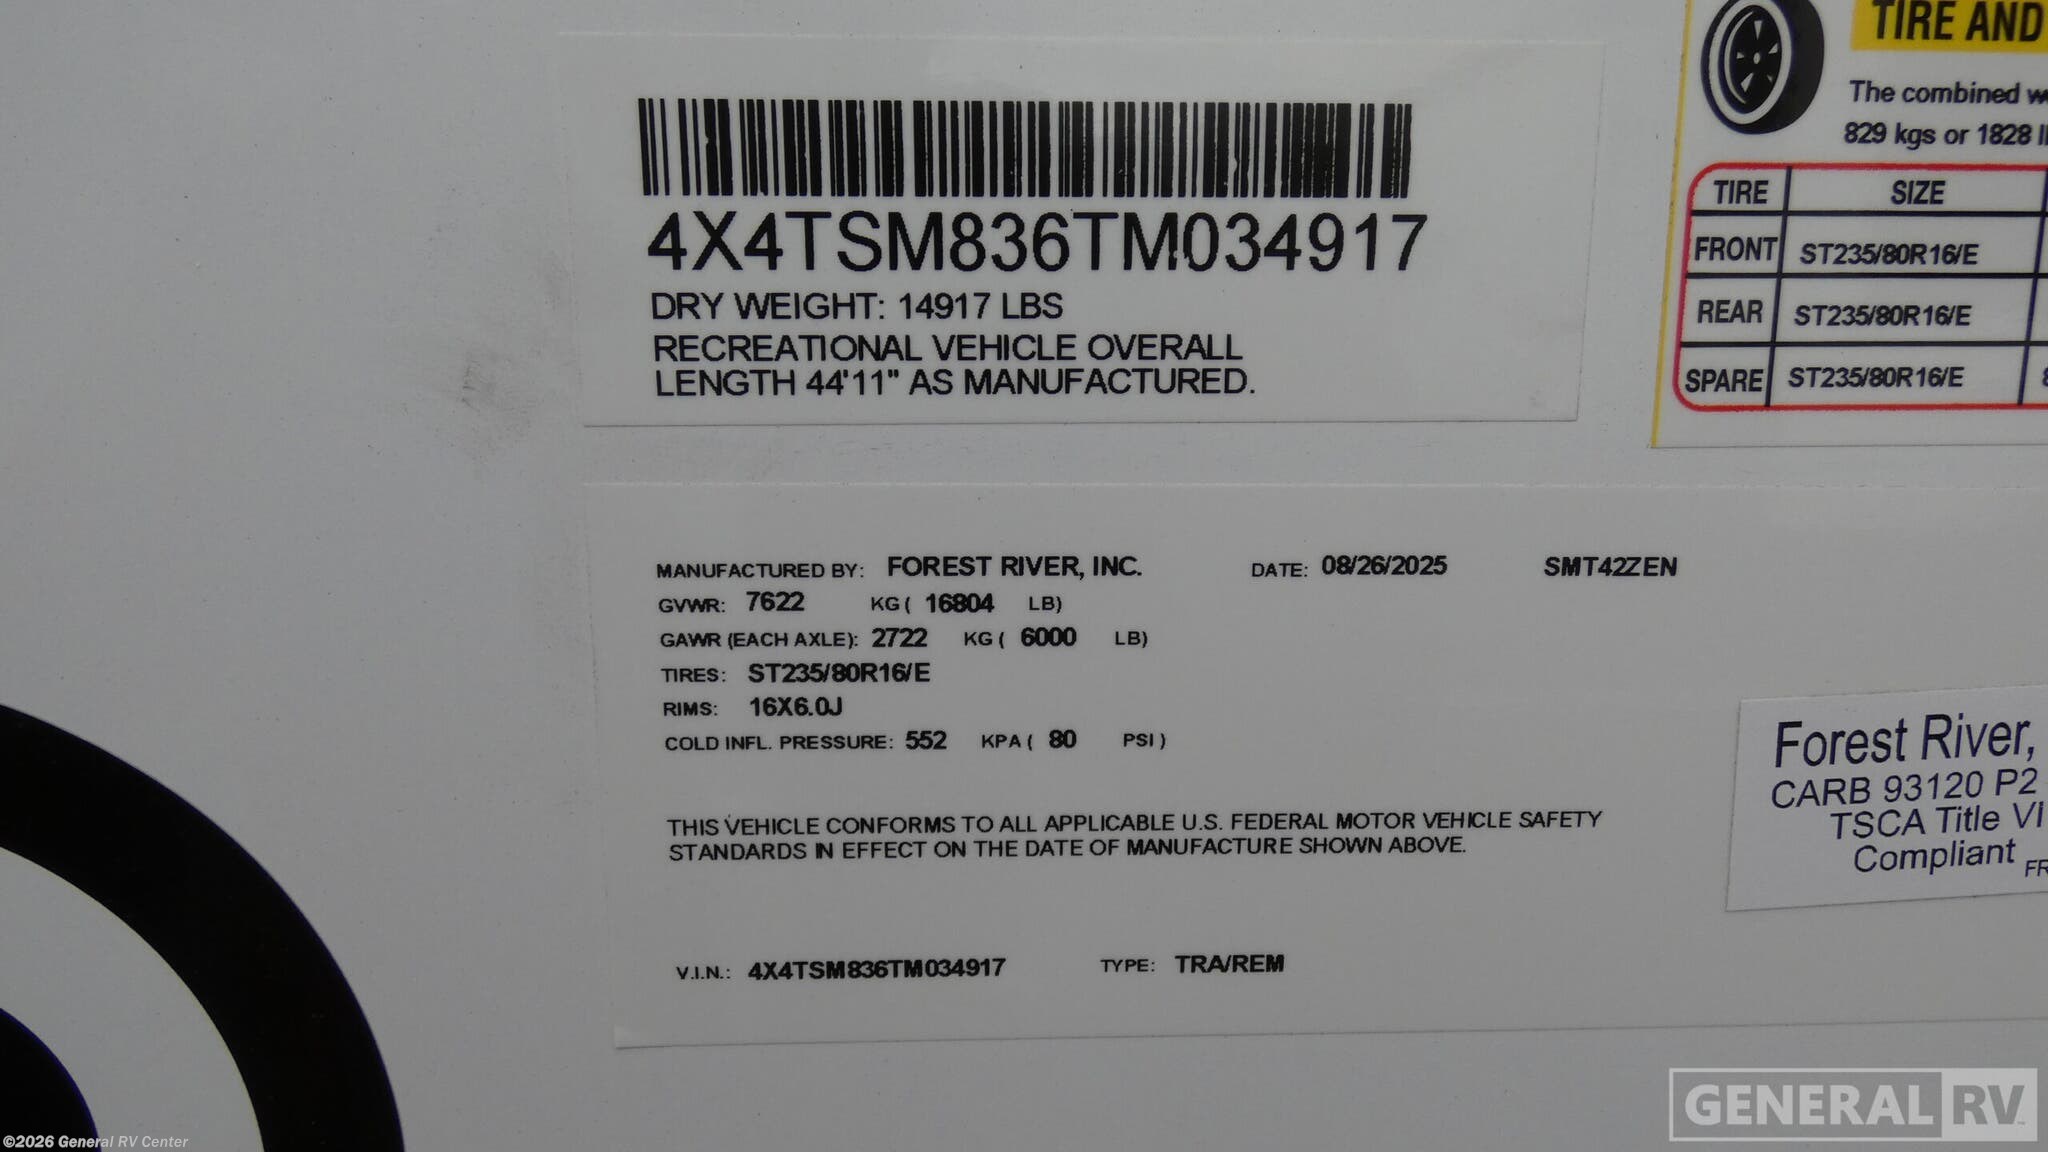 4X4TSM836TM034917
DRY WEIGHT: 14917 LBS
RECREATIONAL VEHICLE OVERALL
LENGTH 44'11" AS MANUFACTURED.
TIRE AND
The combined
829 kgs or 1828
TIRE SIZE
FRONT ST235/80R16/E
REAR ST235/80R16/E
SPARE ST235/80R16/E
MANUFACTURED BY: FOREST RIVER, INC. DATE: 08/26/2025 SMT42ZEN
GVWR: 7622 KG ( 16804 LB)
GAWR (EACH AXLE): 2722 KG ( 6000 LB)
TIRES: ST235/80R16/E
RIMS: 16X6.0J
COLD INFL. PRESSURE: 552 KPA ( 80 PSI )
THIS VEHICLE CONFORMS TO ALL APPLICABLE U.S. FEDERAL MOTOR VEHICLE SAFETY
STANDARDS IN EFFECT ON THE DATE OF MANUFACTURE SHOWN ABOVE.
V.I.N.: 4X4TSM836TM034917 TYPE: TRA/REM
Forest River,
CARB 93120 P2
TSCA Title VI
Compliant
GENERAL RV
©2026 General RV Center